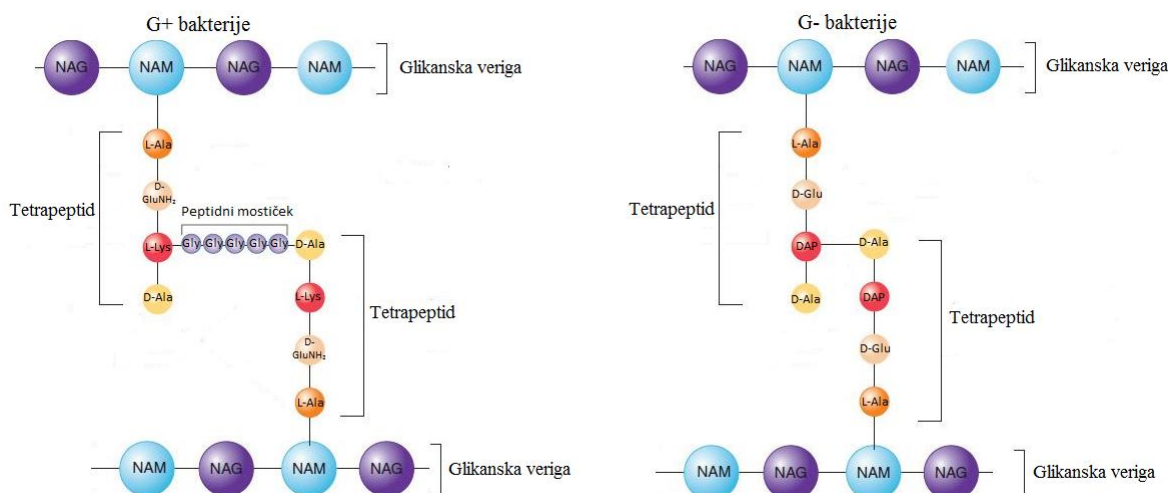 G+ bakterije
NAG NAM NAG NAM
Glikanska veriga
L-Ala
D-
GluNH₂
Tetrapeptid
Peptidni mostiček
L-Lys Gly Gly Gly Gly Gly D-Ala
D-Ala
L-Lys
Tetrapeptid
D-
GluNH₂
L-Ala
NAM NAG NAM NAG
Glikanska veriga
G- bakterije
NAG NAM NAG NAM
Glikanska veriga
L-Ala
D-Glu
Tetrapeptid
DAP D-Ala
D-Ala DAP
Tetrapeptid
D-Glu
L-Ala
NAM NAG NAM NAG
Glikanska veriga